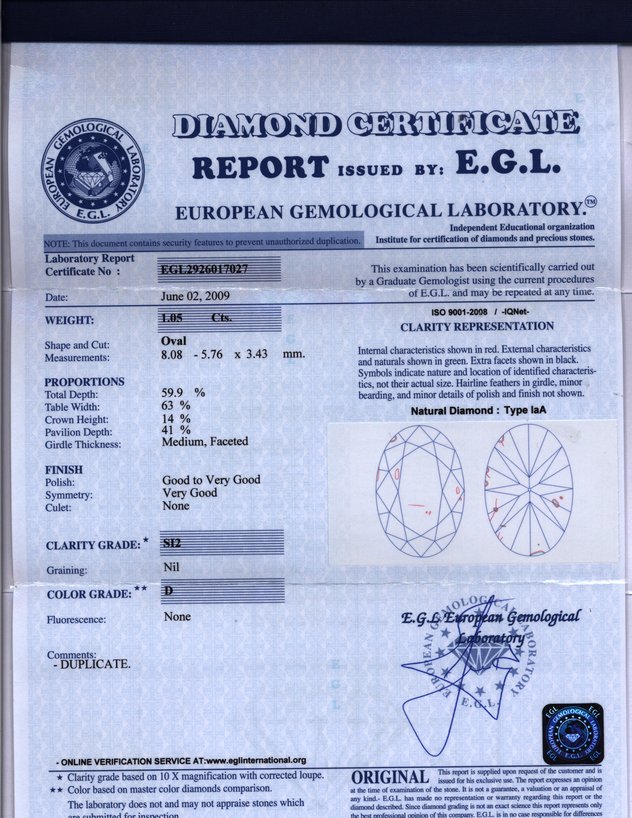 EUROPEAN GEMOLOGICAL LABORATORY
E.G.L.
DIAMOND CERTIFICATE
REPORT ISSUED BY: E.G.L.
EUROPEAN GEMOLOGICAL LABORATORY.™
Independent Educational organization
NOTE: This document contains security features to prevent unauthorized duplication.
Institute for certification of diamonds and precious stones.
Laboratory Report
Certificate No : EGL2926017027
This examination has been scientifically carried out
by a Graduate Gemologist using the current procedures
of E.G.L. and may be repeated at any time.
Date: June 02, 2009
WEIGHT: 1.05 Cts.
ISO 9001-2008 / -IQNet-
CLARITY REPRESENTATION
Shape and Cut: Oval
Measurements: 8.08 - 5.76 x 3.43 mm.
Internal characteristics shown in red. External characteristics
and naturals shown in green. Extra facets shown in black.
Symbols indicate nature and location of identified characteris-
tics, not their actual size. Hairline feathers in girdle, minor
bearding, and minor details of polish and finish not shown.
PROPORTIONS
Total Depth: 59.9 %
Table Width: 63 %
Crown Height: 14 %
Pavilion Depth: 41 %
Girdle Thickness: Medium, Faceted
Natural Diamond : Type IaA
FINISH
Polish: Good to Very Good
Symmetry: Very Good
Culet: None
CLARITY GRADE: * SI2
Graining: Nil
COLOR GRADE: ** D
Fluorescence: None
E.G.L European Gemological
Laboratory
EUROPEAN GEMOLOGICAL LABORATORY
E.G.L.
Comments:
- DUPLICATE.
EGL EGL
EGL EGL
- ONLINE VERIFICATION SERVICE AT:www.eglinternational.org
★ Clarity grade based on 10 X magnification with corrected loupe.
★★ Color based on master color diamonds comparison.
The laboratory does not and may not appraise stones which
are submitted for inspection.
ORIGINAL This report is supplied upon request of the customer and is
issued for his exclusive use. The report expresses an opinion
at the time of examination of the stone. It is not a guarantee, a valuation or an appraisal of
any kind.- E.G.L. has made no representation or warranty regarding this report or the
diamond described. Since diamond grading is not an exact science this report represents only
the best professional opinion of this company. E.G.L. is in no case responsible for differences